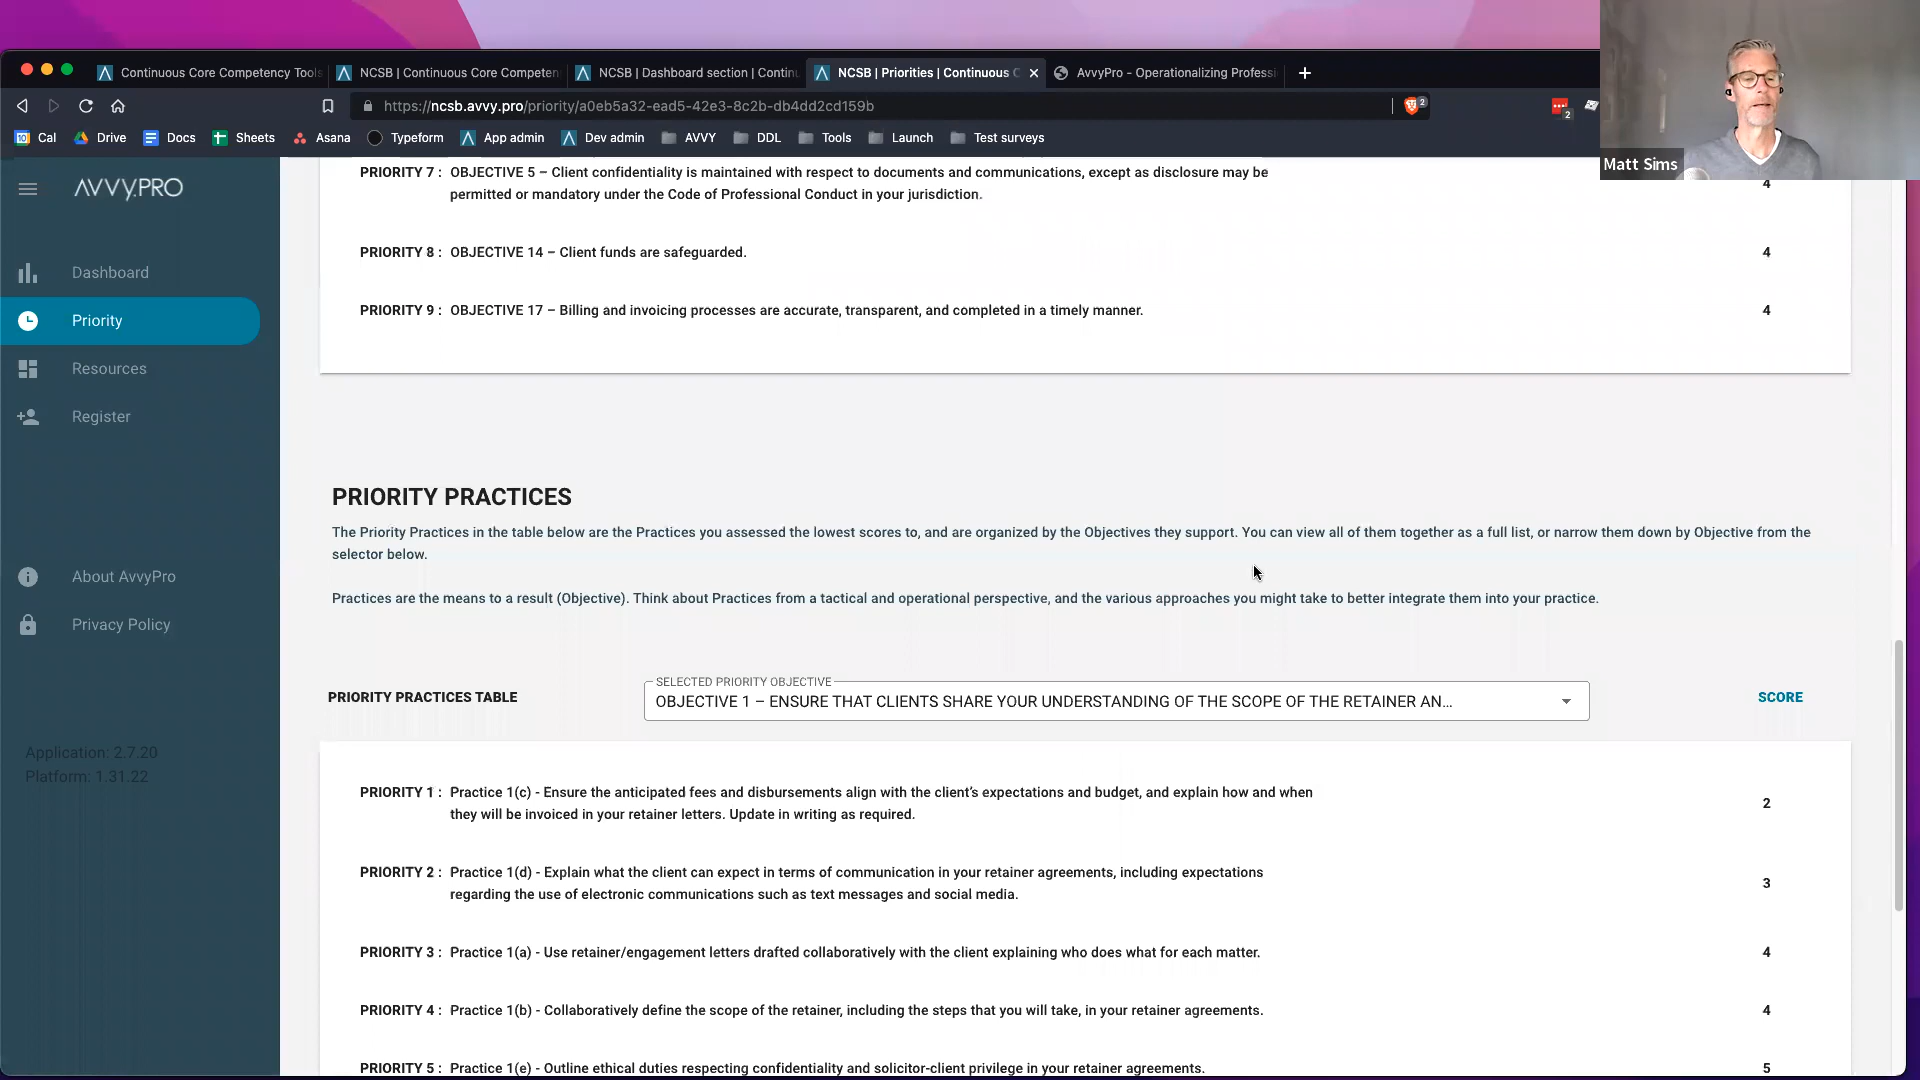 Continuous Core Competency Tools
NCSB | Continuous Core Competen
NCSB | Dashboard section | Continu
NCSB | Priorities | Continuous C
AvvyPro - Operationalizing Professi
https://ncsb.avvy.pro/priority/a0eb5a32-ead5-42e3-8c2b-db4dd2cd159b
2
2
Cal
Drive
Docs
Sheets
Asana
Typeform
App admin
Dev admin
AVVY
DDL
Tools
Launch
Test surveys
Matt Sims
AVVY.PRO
Dashboard
Priority
Resources
Register
About AvvyPro
Privacy Policy
Application: 2.7.20
Platform: 1.31.22
PRIORITY 7 : OBJECTIVE 5 – Client confidentiality is maintained with respect to documents and communications, except as disclosure may be
permitted or mandatory under the Code of Professional Conduct in your jurisdiction.
4
PRIORITY 8 : OBJECTIVE 14 – Client funds are safeguarded. 4
PRIORITY 9 : OBJECTIVE 17 – Billing and invoicing processes are accurate, transparent, and completed in a timely manner. 4
PRIORITY PRACTICES
The Priority Practices in the table below are the Practices you assessed the lowest scores to, and are organized by the Objectives they support. You can view all of them together as a full list, or narrow them down by Objective from the
selector below.
Practices are the means to a result (Objective). Think about Practices from a tactical and operational perspective, and the various approaches you might take to better integrate them into your practice.
SELECTED PRIORITY OBJECTIVE
PRIORITY PRACTICES TABLE
OBJECTIVE 1 – ENSURE THAT CLIENTS SHARE YOUR UNDERSTANDING OF THE SCOPE OF THE RETAINER AN...
SCORE
PRIORITY 1 : Practice 1(c) - Ensure the anticipated fees and disbursements align with the client's expectations and budget, and explain how and when
they will be invoiced in your retainer letters. Update in writing as required.
2
PRIORITY 2 : Practice 1(d) - Explain what the client can expect in terms of communication in your retainer agreements, including expectations
regarding the use of electronic communications such as text messages and social media.
3
PRIORITY 3 : Practice 1(a) - Use retainer/engagement letters drafted collaboratively with the client explaining who does what for each matter. 4
PRIORITY 4 : Practice 1(b) - Collaboratively define the scope of the retainer, including the steps that you will take, in your retainer agreements. 4
PRIORITY 5 : Practice 1(e) - Outline ethical duties respecting confidentiality and solicitor-client privilege in your retainer agreements. 5